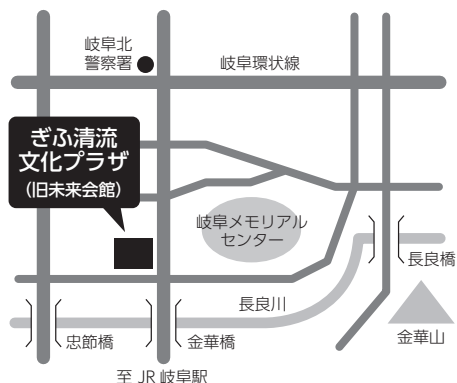 岐阜北
警察署
岐阜環状線
ぎふ清流
文化プラザ
(旧未来会館)
岐阜メモリアル
センター
長良橋
長良川
忠節橋
金華橋
金華山
至 JR 岐阜駅